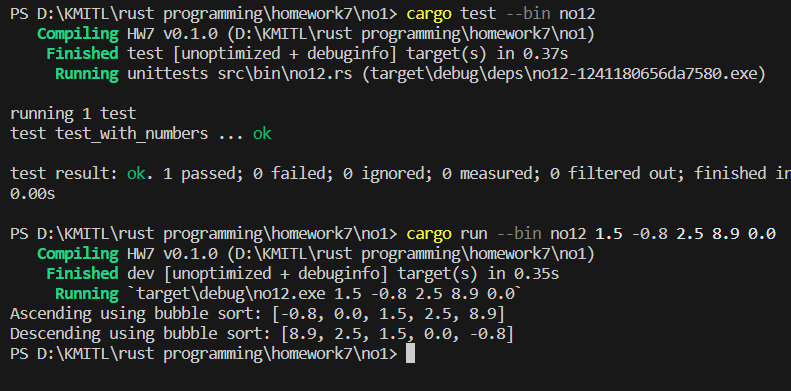 PS D:\KMITL\rust programming\homework7\no1> cargo test --bin no12
Compiling HW7 v0.1.0 (D:\KMITL\rust programming\homework7\no1)
Finished test [unoptimized + debuginfo] target(s) in 0.37s
Running unittests src\bin\no12.rs (target\debug\deps\no12-1241180656da7580.exe)
running 1 test
test test_with_numbers ... ok
test result: ok. 1 passed; 0 failed; 0 ignored; 0 measured; 0 filtered out; finished in
0.00s
PS D:\KMITL\rust programming\homework7\no1> cargo run --bin no12 1.5 -0.8 2.5 8.9 0.0
Compiling HW7 v0.1.0 (D:\KMITL\rust programming\homework7\no1)
Finished dev [unoptimized + debuginfo] target(s) in 0.35s
Running `target\debug\no12.exe 1.5 -0.8 2.5 8.9 0.0`
Ascending using bubble sort: [-0.8, 0.0, 1.5, 2.5, 8.9]
Descending using bubble sort: [8.9, 2.5, 1.5, 0.0, -0.8]
PS D:\KMITL\rust programming\homework7\no1>